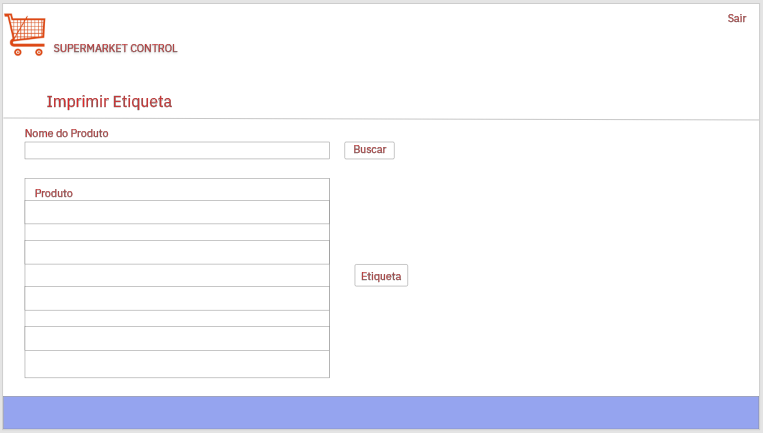 Sair
SUPERMARKET CONTROL
Imprimir Etiqueta
Nome do Produto
Buscar
Produto
Etiqueta